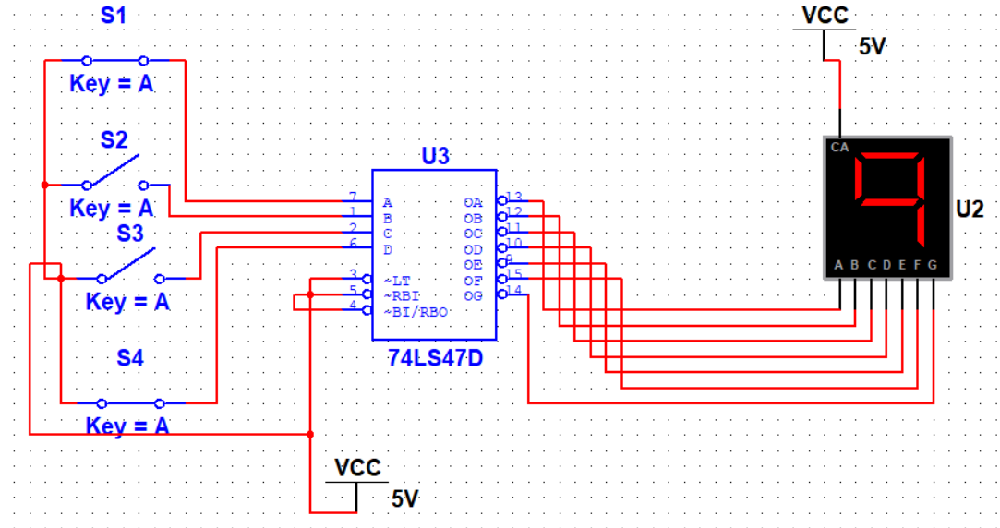 S1
Key = A
S2
Key = A
S3
Key = A
S4
Key = A
U3
7 A OA 13
1 B OB 12
2 C OC 11
6 D OD 10
OE 9
3 ~LT OF 15
5 ~RBI OG 14
4 ~BI/RBO
74LS47D
VCC
5V
VCC
5V
CA
U2
A B C D E F G